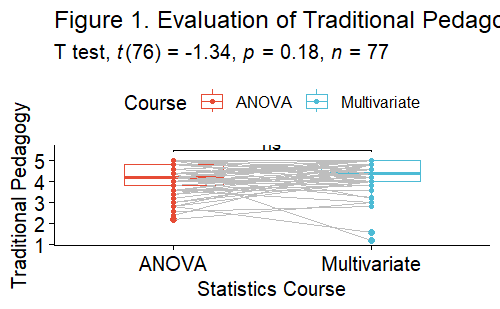 Figure 1. Evaluation of Traditional Pedago
T test, t(76) = -1.34, p = 0.18, n = 77
Course ANOVA Multivariate
ns
Traditional Pedagogy
5
4
3
2
1
ANOVA Multivariate
Statistics Course